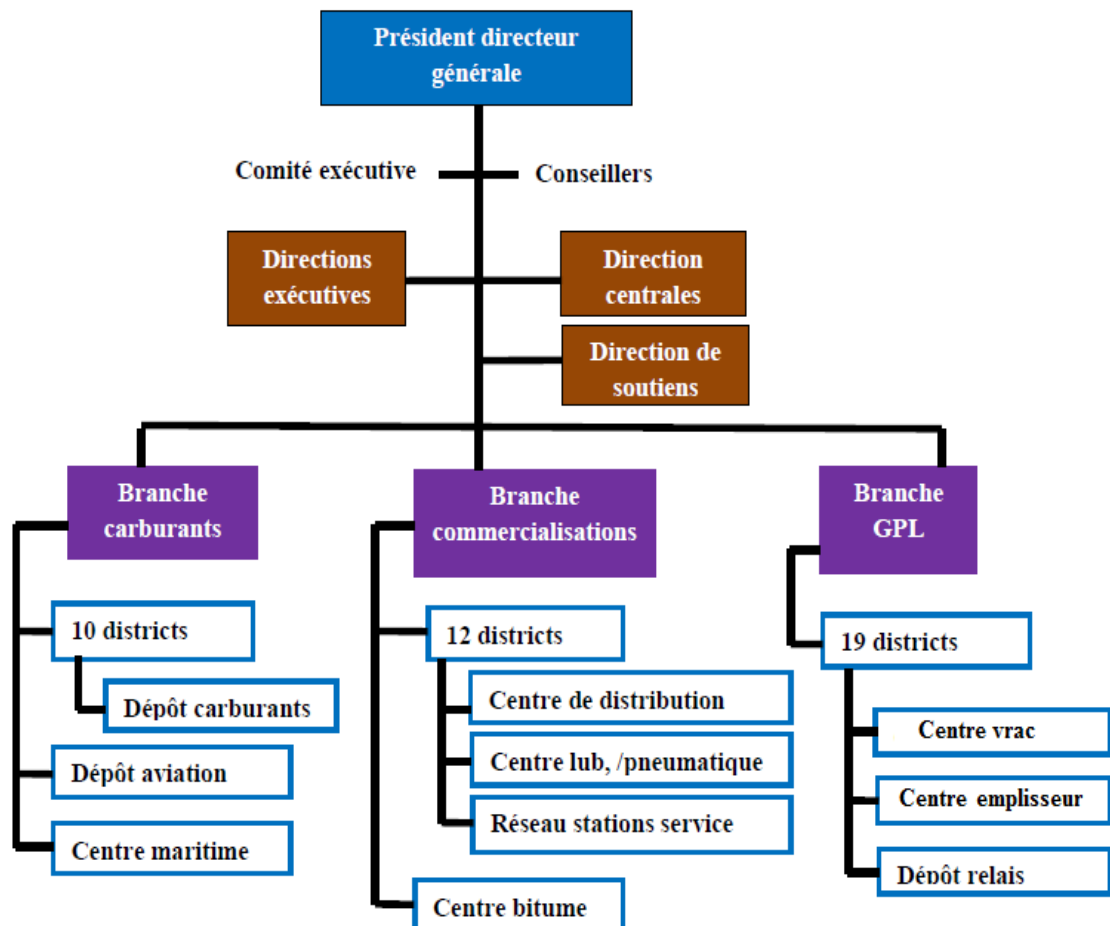 Président directeur
générale
Comité exécutive
Conseillers
Directions
exécutives
Direction
centrales
Direction de
soutiens
Branche
carburants
10 districts
Dépôt carburants
Dépôt aviation
Centre maritime
Branche
commercialisations
12 districts
Centre de distribution
Centre lub, /pneumatique
Réseau stations service
Centre bitume
Branche
GPL
19 districts
Centre vrac
Centre emplisseur
Dépôt relais